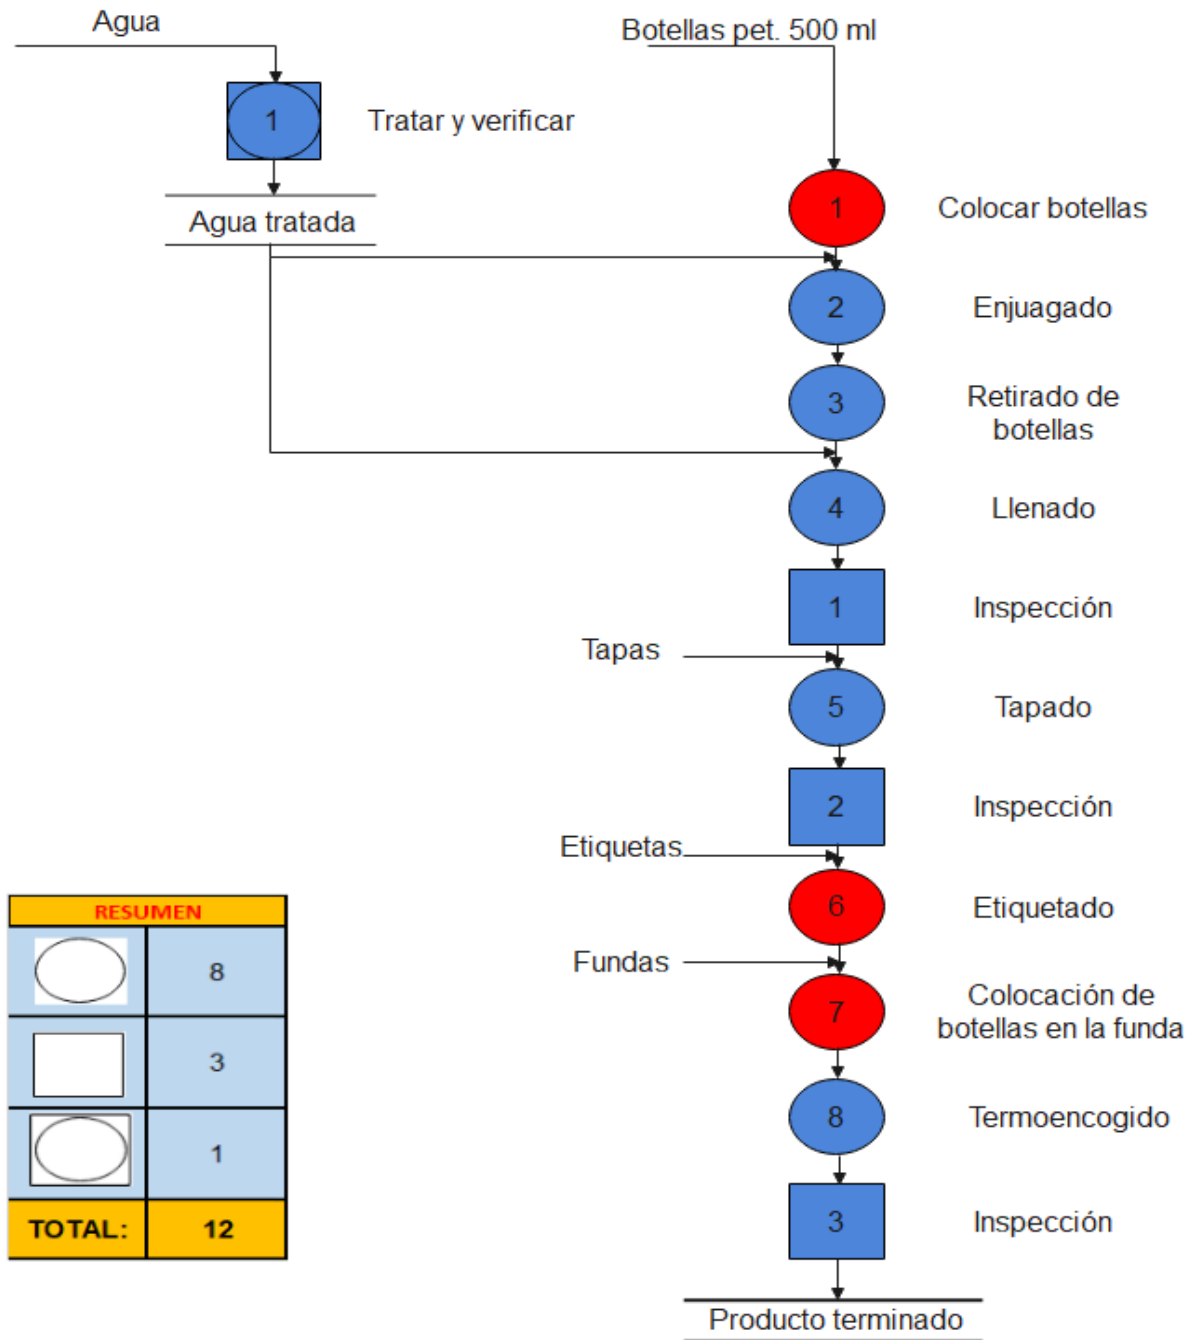 Agua
Botellas pet. 500 ml
1
Tratar y verificar
1
Colocar botellas
Agua tratada
2
Enjuagado
3
Retirado de
botellas
4
Llenado
1
Inspección
Tapas
5
Tapado
2
Inspección
Etiquetas
6
Etiquetado
Fundas
7
Colocación de
botellas en la funda
8
Termoencogido
3
Inspección
Producto terminado
RESUMEN
8
3
1
TOTAL: 12